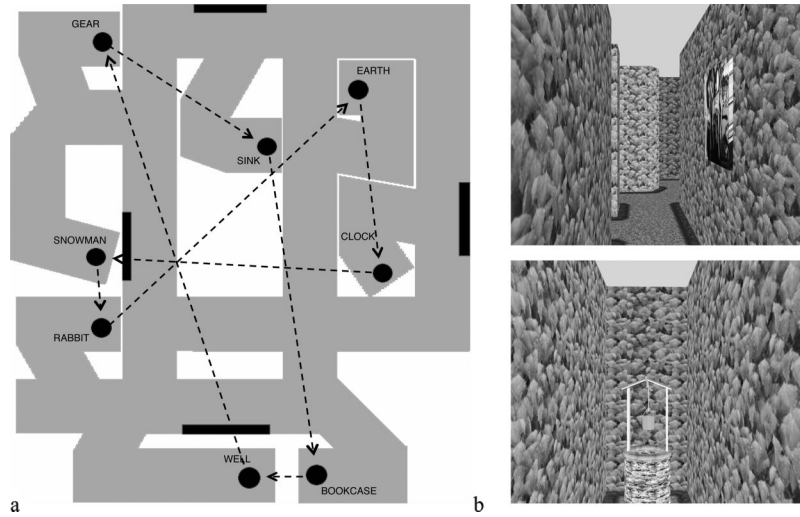 GEAR
EARTH
SINK
SNOWMAN
CLOCK
RABBIT
WELL
BOOKCASE
a
b